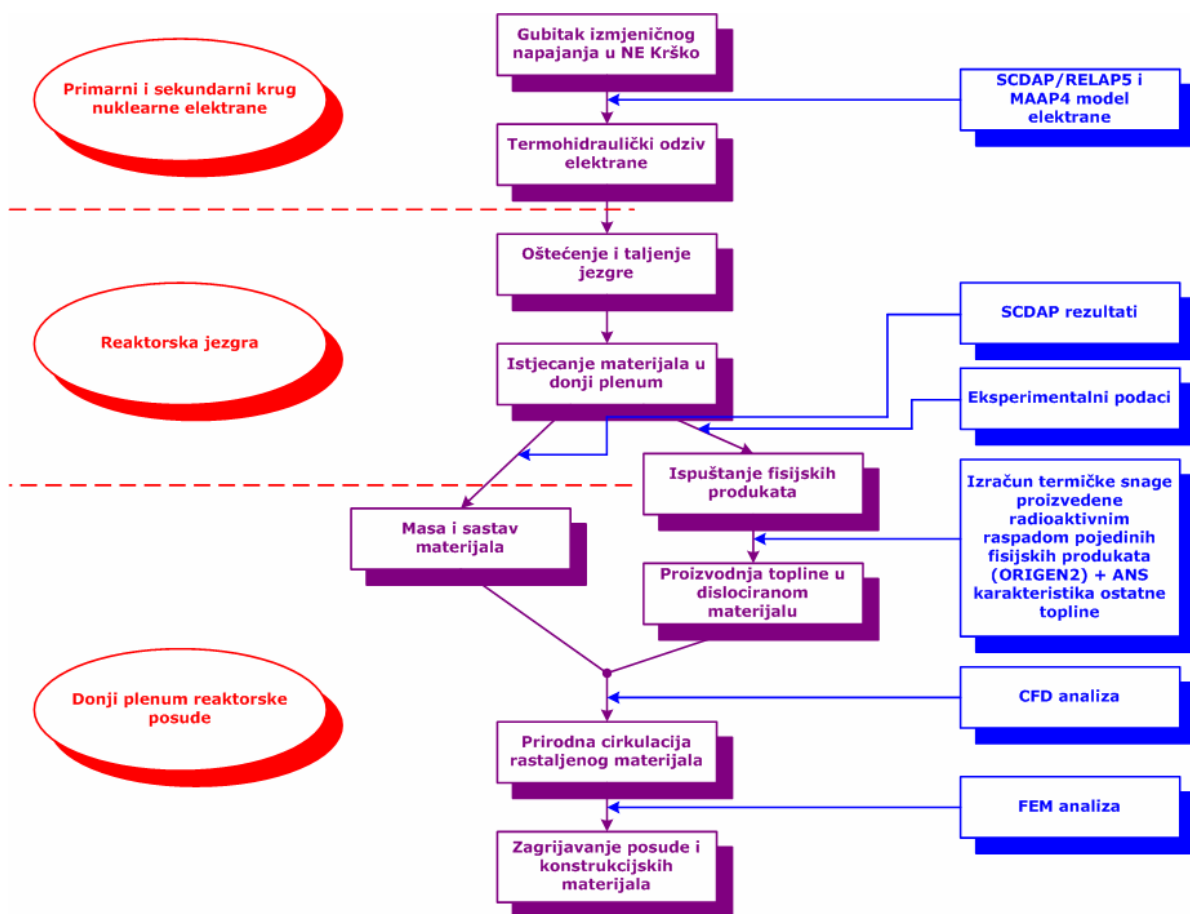 Gubitak izmjeničnog
napajanja u NE Krško
Primarni i sekundarni krug
nuklearne elektrane
SCDAP/RELAP5 i
MAAP4 model
elektrane
Termohidraulički odziv
elektrane
Oštećenje i taljenje
jezgre
Reaktorska jezgra
SCDAP rezultati
Istjecanje materijala u
donji plenum
Eksperimentalni podaci
Ispuštanje fisijskih
produkata
Izračun termičke snage
proizvedene
radioaktivnim
raspadom pojedinih
fisijskih produkata
(ORIGEN2) + ANS
karakteristika ostatne
topline
Masa i sastav
materijala
Proizvodnja topline u
dislociranom
materijalu
Donji plenum reaktorske
posude
CFD analiza
Prirodna cirkulacija
rastaljenog materijala
FEM analiza
Zagrijavanje posude i
konstrukcijskih
materijala